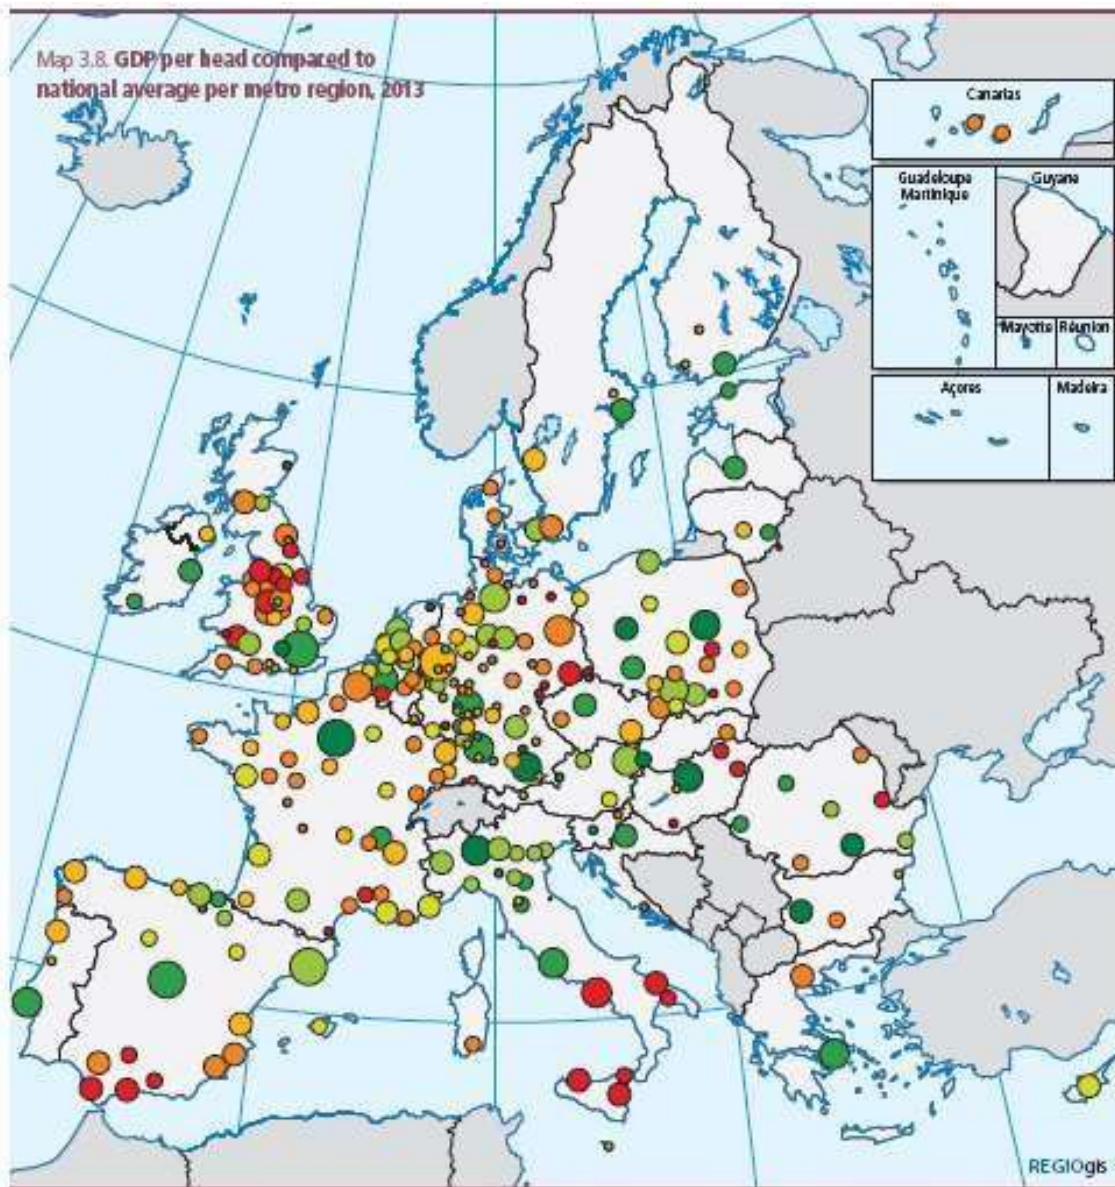 Map 3.8. GDP per head compared to
national average per metro region, 2013
Canarias
Guadeloupe
Martinique
Guyane
Mayotte
Réunion
Açores
Madeira
REGIOgis